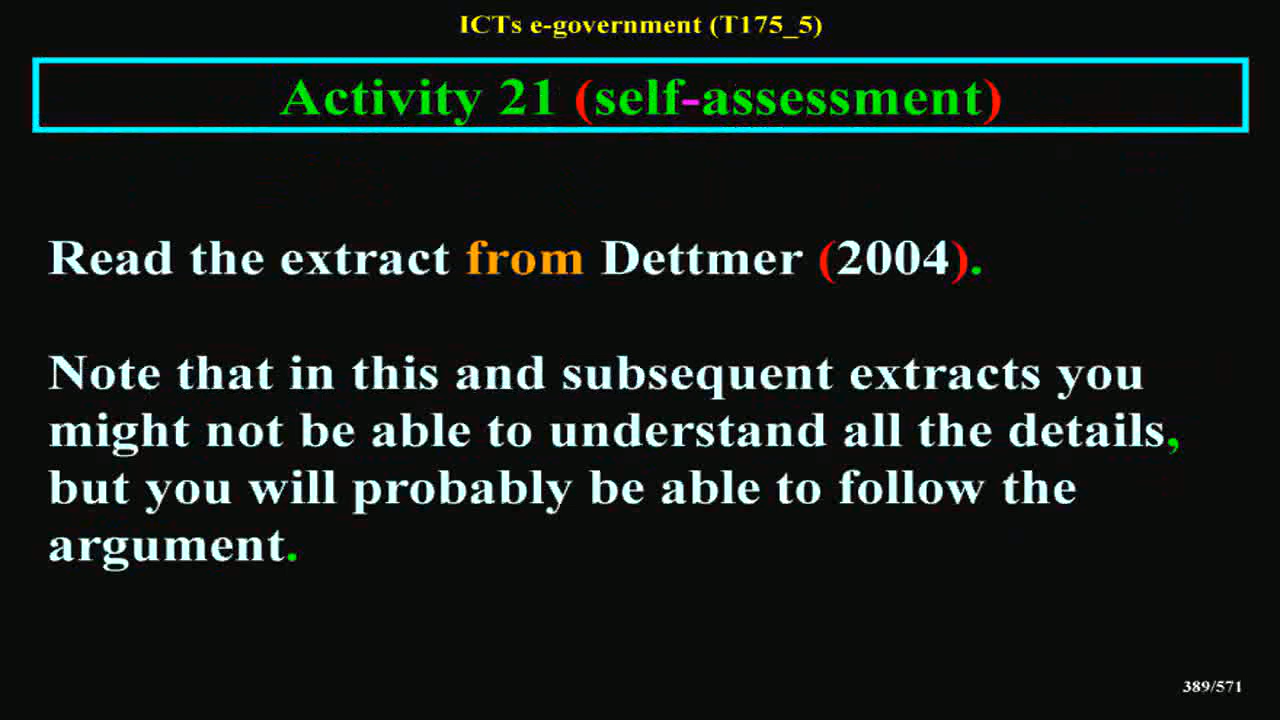 ICTs e-government (T175_5)
Activity 21 (self-assessment)
Read the extract from Dettmer (2004).
Note that in this and subsequent extracts you
might not be able to understand all the details,
but you will probably be able to follow the
argument.
389/571